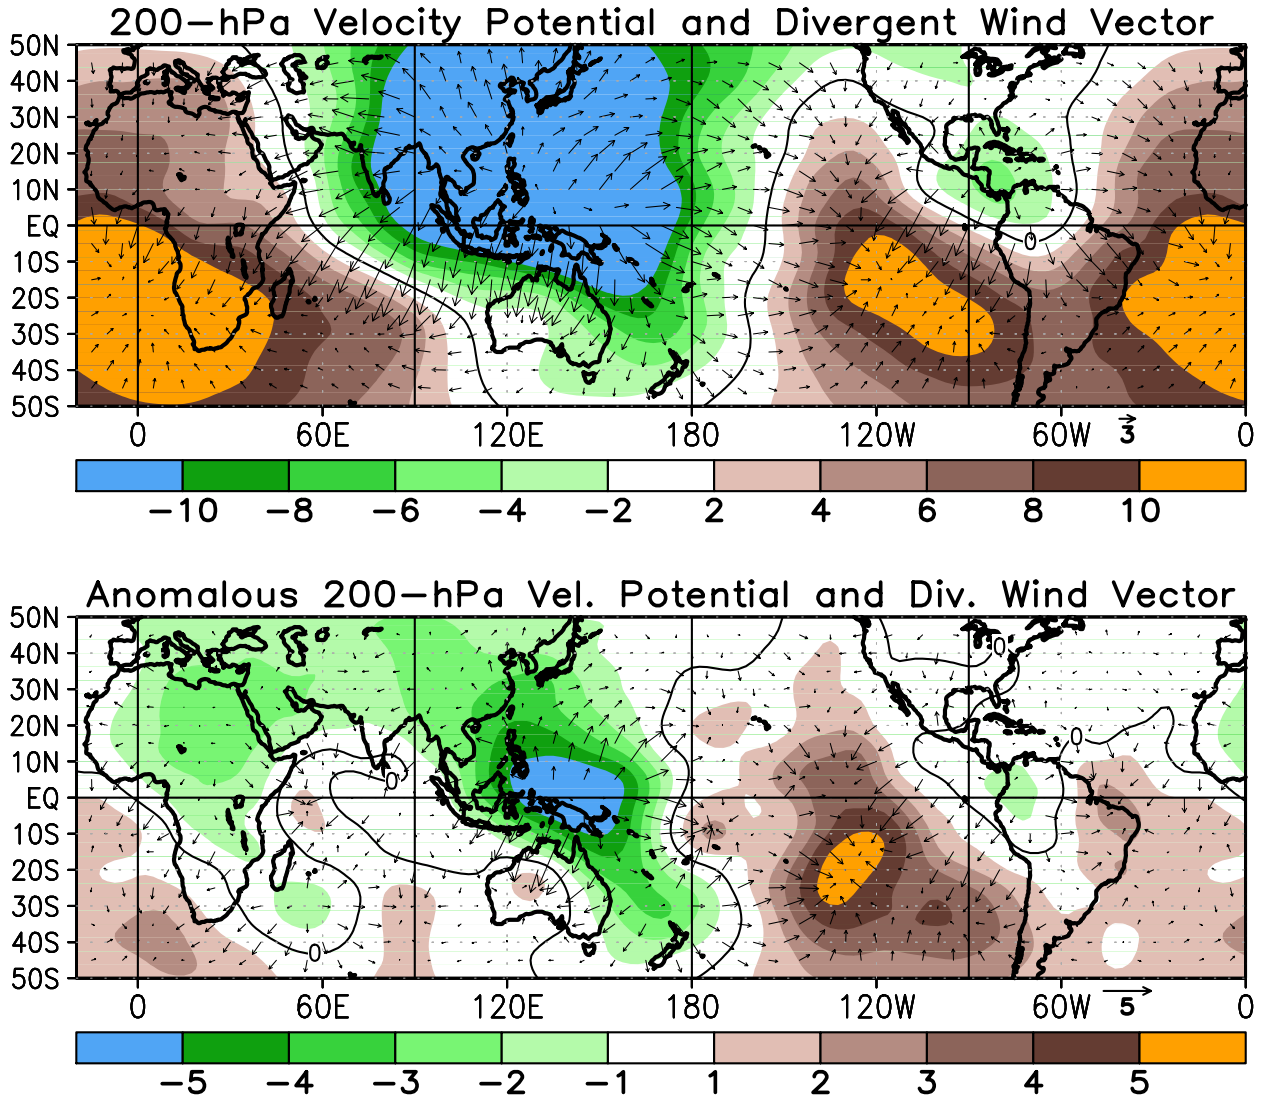 200-hPa Velocity Potential and Divergent Wind Vector
50N
40N
30N
20N
10N
EQ
10S
20S
30S
40S
50S
0
0 60E 120E 180 120W 60W 0
3
-10 -8 -6 -4 -2 2 4 6 8 10
Anomalous 200-hPa Vel. Potential and Div. Wind Vector
50N
40N
30N
20N
10N
EQ
10S
20S
30S
40S
50S
0
0
0
0
0 60E 120E 180 120W 60W 0
5
-5 -4 -3 -2 -1 1 2 3 4 5